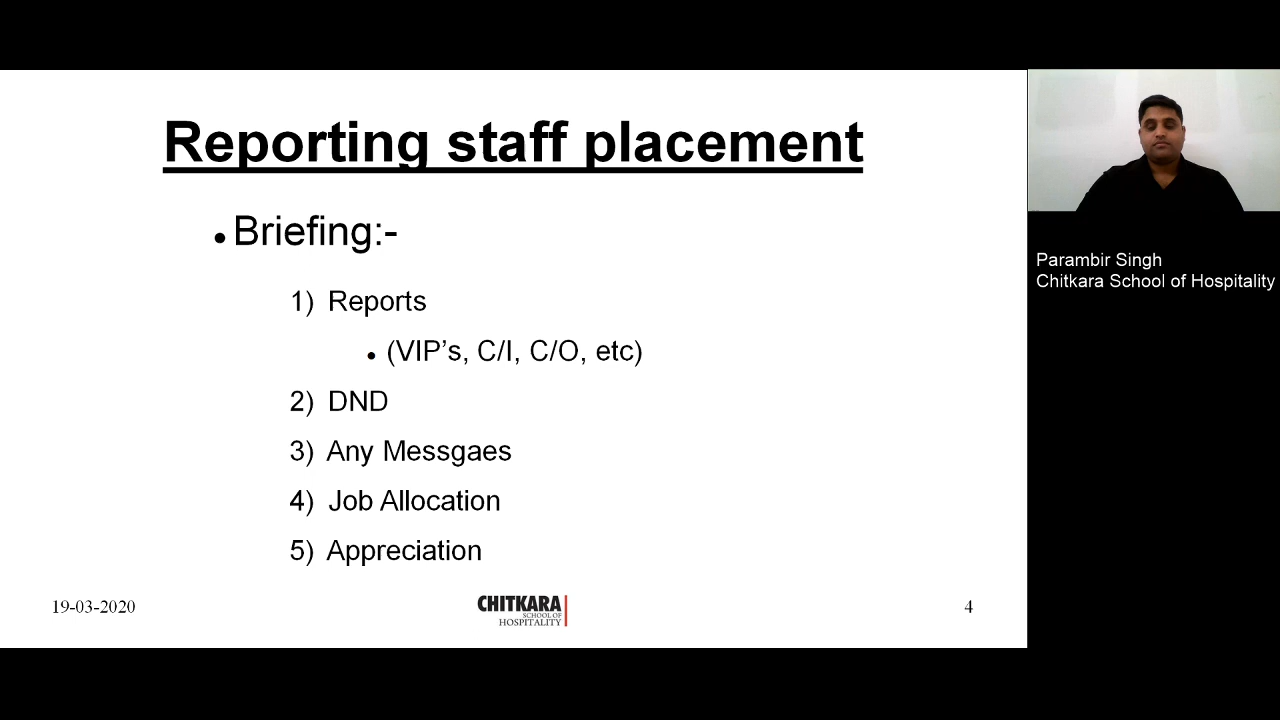 Reporting staff placement
• Briefing:-
1) Reports
• (VIP's, C/I, C/O, etc)
2) DND
3) Any Messgaes
4) Job Allocation
5) Appreciation
19-03-2020
CHITKARA
SCHOOL OF
HOSPITALITY
4
Parambir Singh
Chitkara School of Hospitality